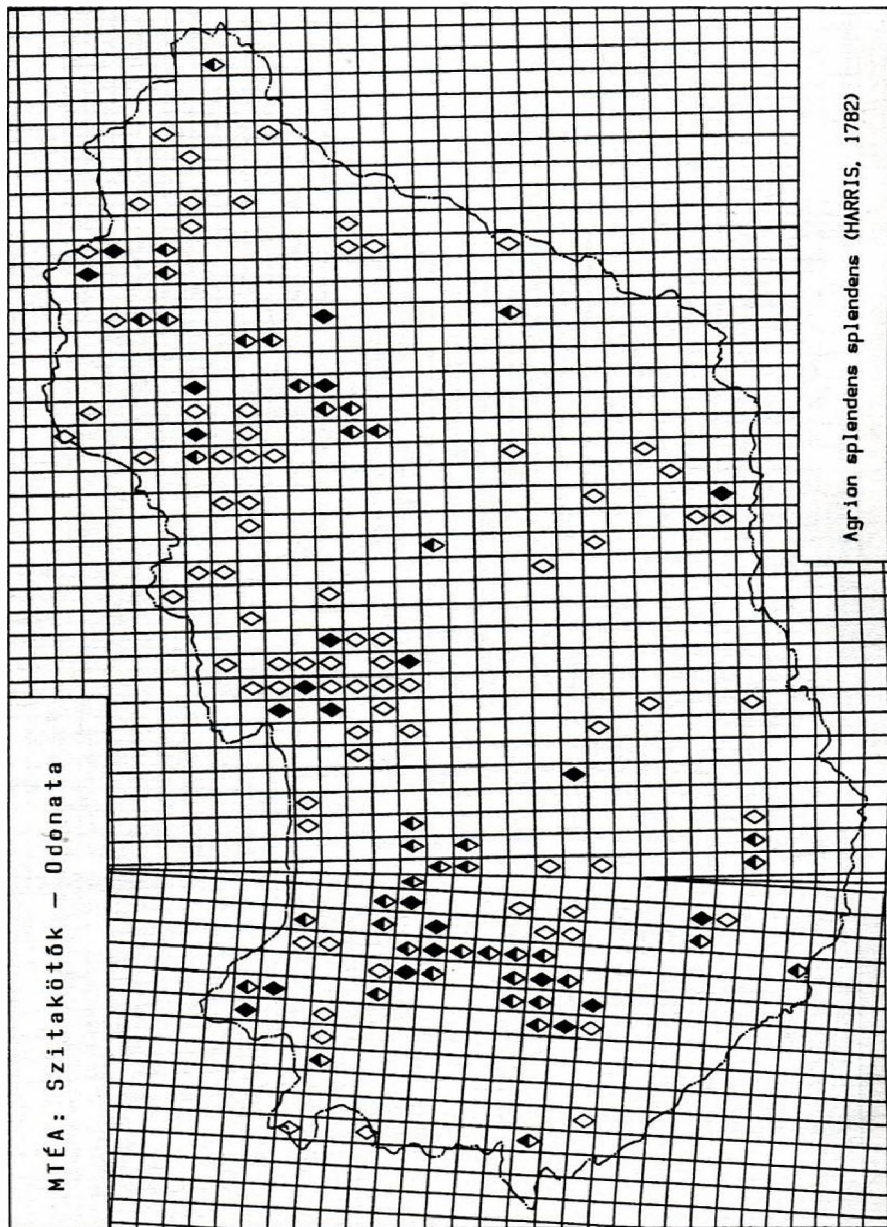 MTÉA: Szitakötők — Odonata
Agrion splendens splendens (HARRIS, 1782)